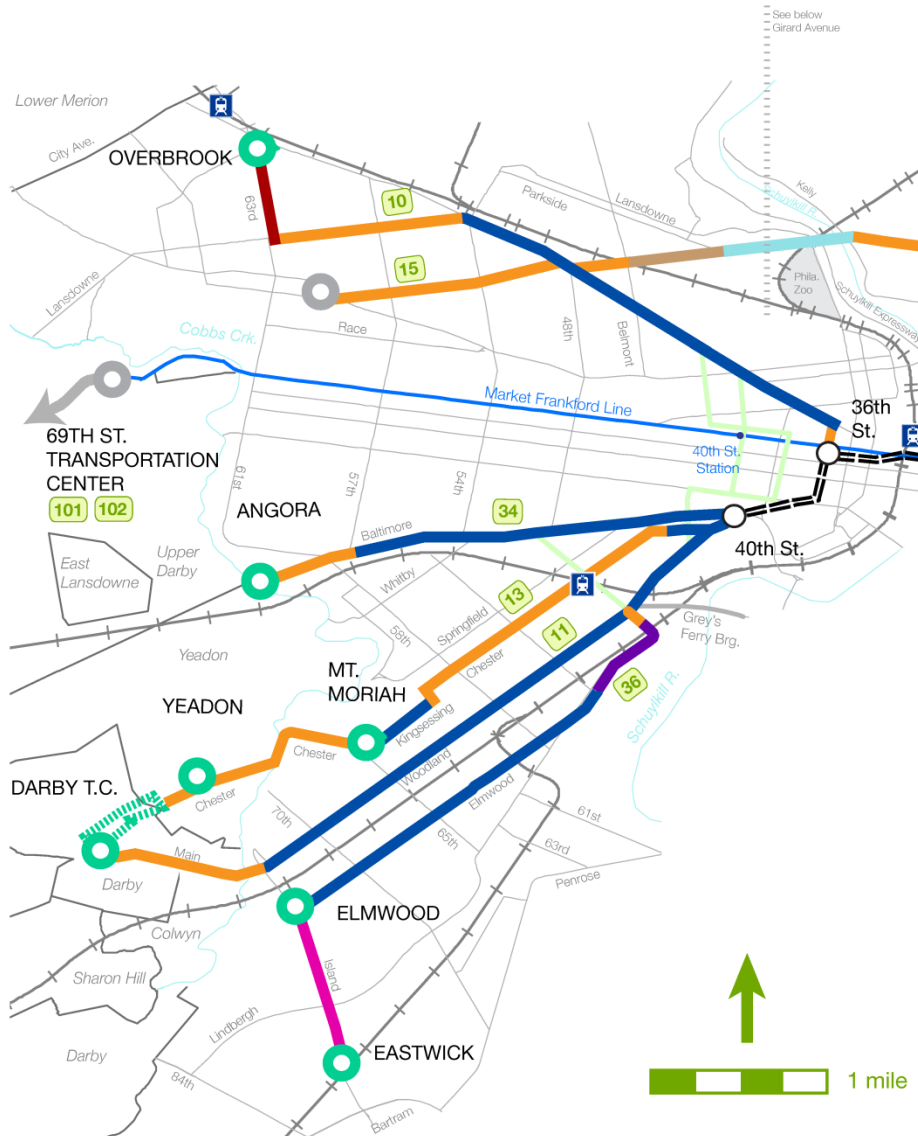 See below
Girard Avenue
Lower Merion
City Ave.
OVERBROOK
63rd
10
Parkside
Lansdowne
Kelly
Schuylkill R.
15
Lansdowne
Race
48th
Belmont
Phila.
Zoo
Schuylkill Expressway
Cobbs Crk.
Market Frankford Line
36th
St.
40th St.
Station
69TH ST.
TRANSPORTATION
CENTER
101
102
61st
57th
54th
ANGORA
34
Baltimore
40th St.
East
Lansdowne
Upper
Darby
Whitby
13
Springfield
58th
11
Chester
Grey's
Ferry Brg.
Yeadon
MT.
MORIAH
36
Schuylkill R.
YEADON
Kingsessing
Chester
Woodland
DARBY T.C.
Chester
Elmwood
70th
65th
61st
Main
63rd
Darby
Penrose
ELMWOOD
Colwyn
Island
Sharon Hill
Lindbergh
Darby
EASTWICK
84th
Bartram
1 mile